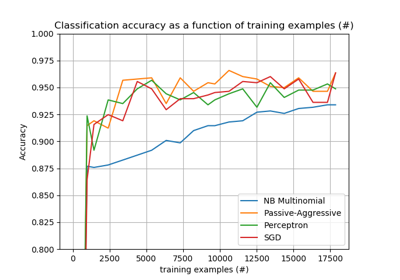 Classification accuracy as a function of training examples (#)
1.000
0.975
0.950
0.925
0.900
0.875
0.850
0.825
0.800
Accuracy
NB Multinomial
Passive-Aggressive
Perceptron
SGD
0 2500 5000 7500 10000 12500 15000 17500
training examples (#)